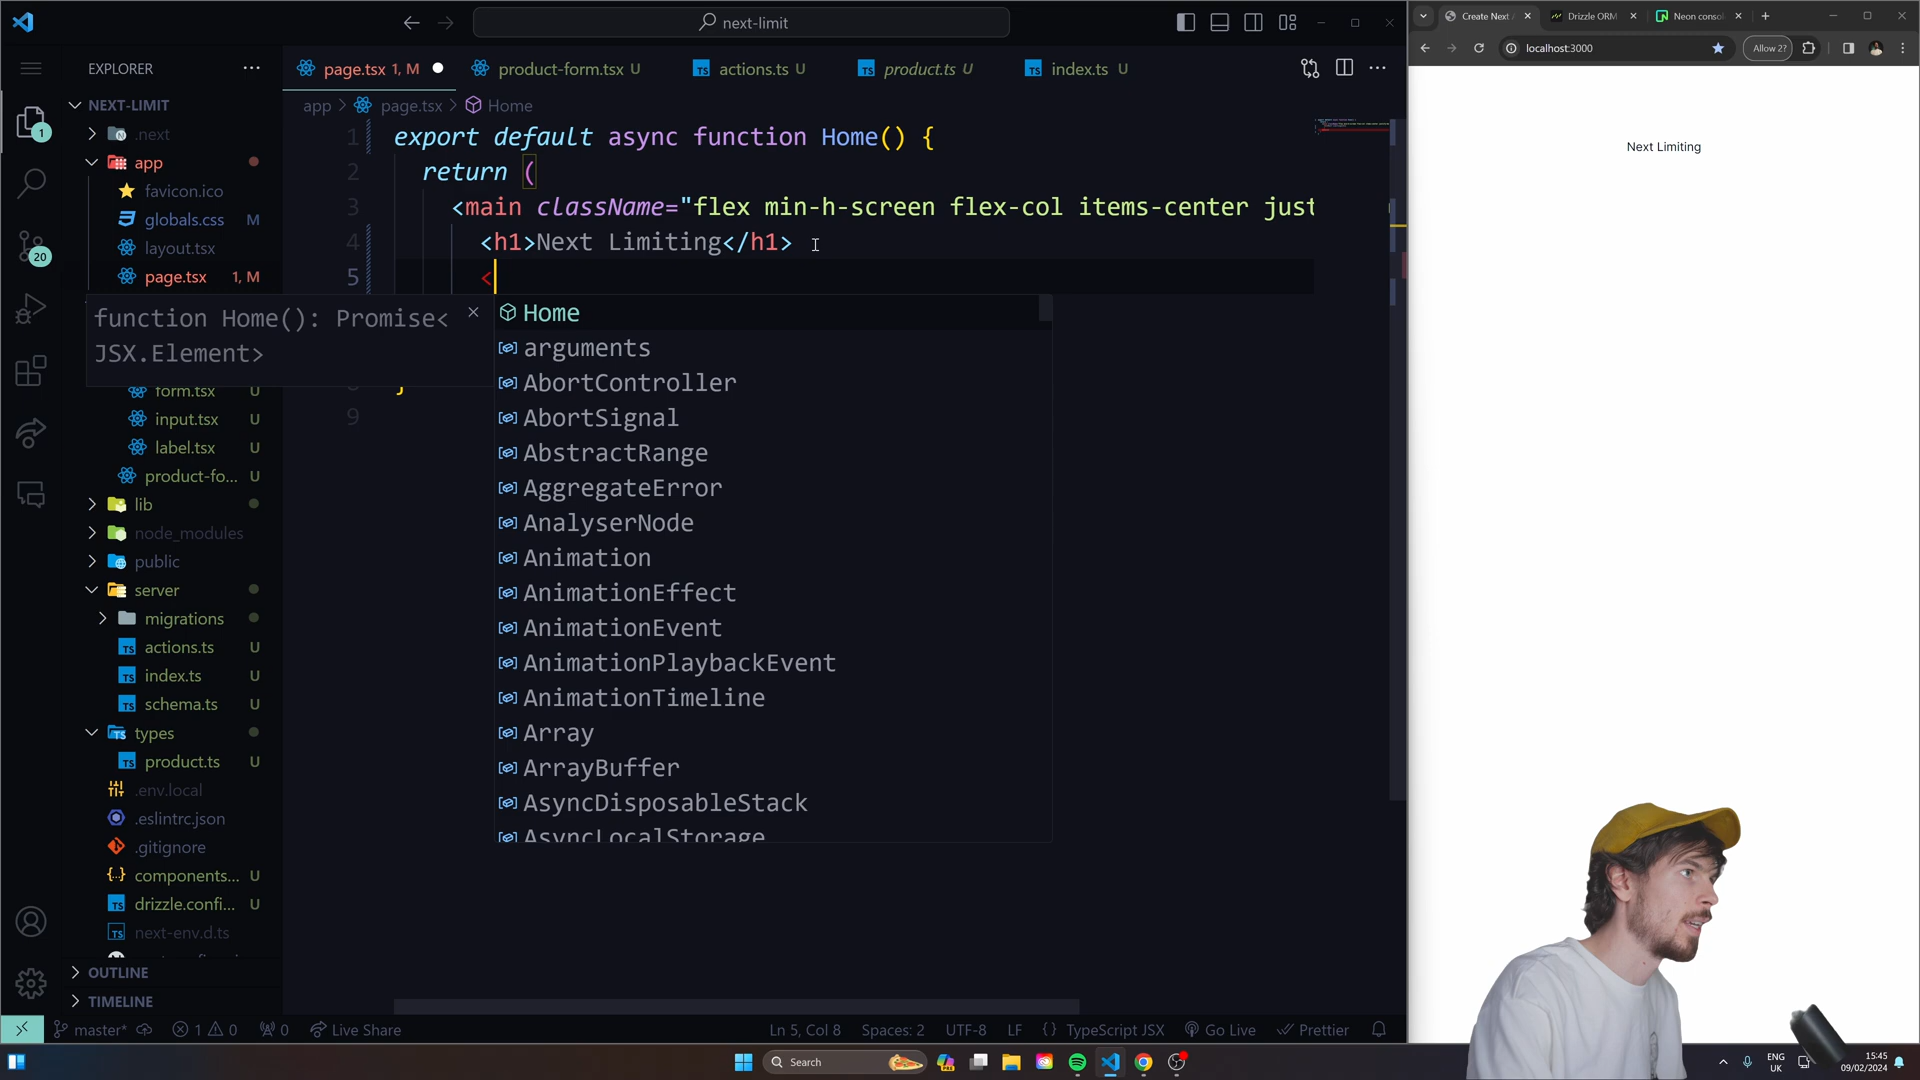 next-limit
Create Next
Drizzle ORM
Neon conso
localhost:3000
Allow 2?
EXPLORER
page.tsx 1, M
product-form.tsx U
actions.ts U
product.ts U
index.ts U
app > page.tsx > Home
NEXT-LIMIT
.next
app
favicon.ico
globals.css M
layout.tsx
page.tsx 1, M
form.tsx U
input.tsx U
label.tsx U
product-fo... U
lib
node_modules
public
server
migrations
actions.ts U
index.ts U
schema.ts U
types
product.ts U
.env.local
.eslintrc.json
.gitignore
components... U
drizzle.confi... U
next-env.d.ts
OUTLINE
TIMELINE
1
20
1 export default async function Home() {
2 return (
3 <main className="flex min-h-screen flex-col items-center just
4 <h1>Next Limiting</h1>
5 <
}
9
function Home(): Promise<
JSX.Element>
Home
arguments
AbortController
AbortSignal
AbstractRange
AggregateError
AnalyserNode
Animation
AnimationEffect
AnimationEvent
AnimationPlaybackEvent
AnimationTimeline
Array
ArrayBuffer
AsyncDisposableStack
AsyncLocalStorage
Next Limiting
master*
1 0
0
Live Share
Ln 5, Col 8
Spaces: 2
UTF-8
LF
{} TypeScript JSX
Go Live
Prettier
Search
ENG
UK
15:45
09/02/2024